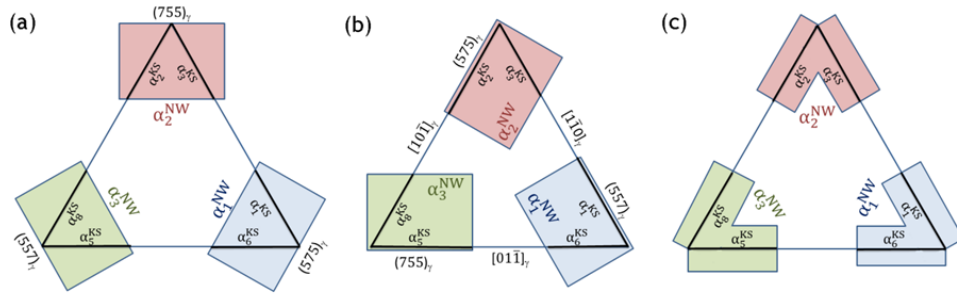 (a)
(755)γ
α₂ᴷˢ
α₃ᴷˢ
α₂ᴺᵂ
α₈ᴷˢ
α₃ᴺᵂ
α₅ᴷˢ
(557)γ
α₁ᴺᵂ
α₁ᴷˢ
α₆ᴷˢ
(575)γ
(b)
(575)γ
α₂ᴷˢ
α₃ᴷˢ
α₂ᴺᵂ
[101̄]γ
[11̄0]γ
α₃ᴺᵂ
α₈ᴷˢ
α₅ᴷˢ
(755)γ
[011̄]γ
α₁ᴺᵂ
α₁ᴷˢ
α₆ᴷˢ
(557)γ
(c)
α₂ᴷˢ
α₃ᴷˢ
α₂ᴺᵂ
α₈ᴷˢ
α₃ᴺᵂ
α₅ᴷˢ
α₁ᴺᵂ
α₁ᴷˢ
α₆ᴷˢ